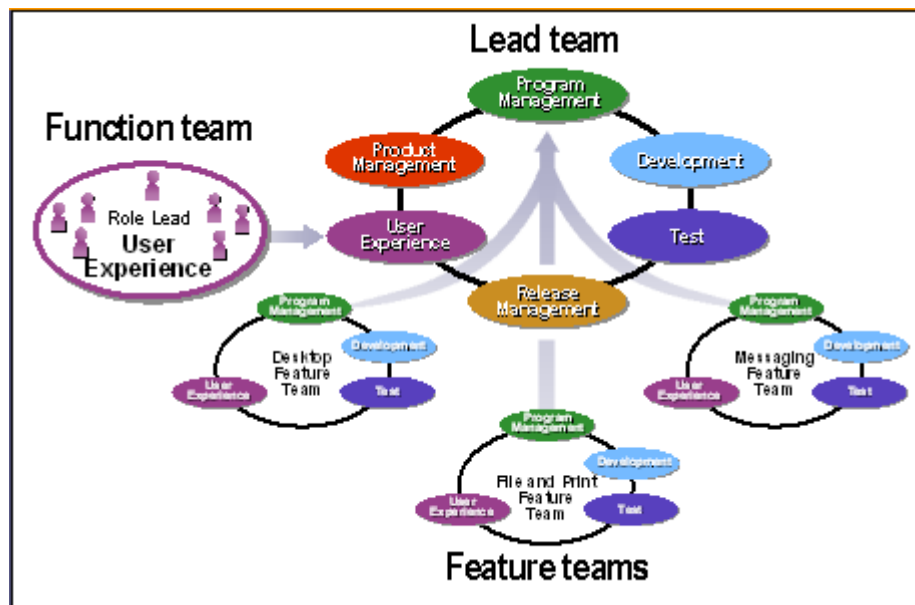 Lead team
Program
Management
Function team
Product
Management
Development
Role Lead
User
Experience
User
Experience
Test
Release
Management
Program
Management
Development
Desktop
Feature
Team
User
Experience
Test
Program
Management
Development
Messaging
Feature
Team
User
Experience
Test
Program
Management
Development
File and Print
Feature
Team
User
Experience
Test
Feature teams